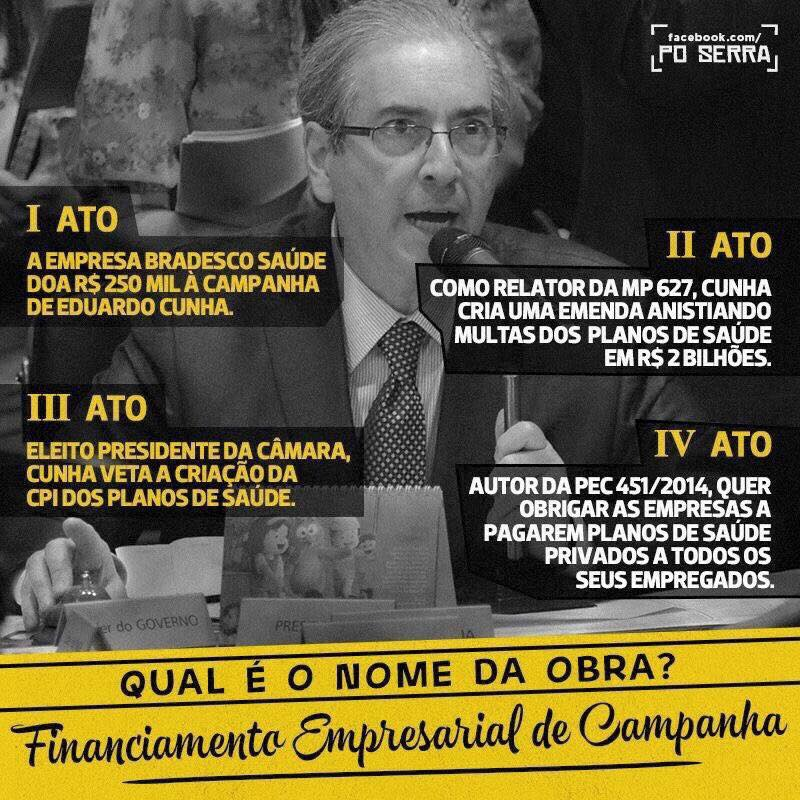 facebook.com/
PO SERRA
I ATO
A EMPRESA BRADESCO SAÚDE
DOA R$ 250 MIL À CAMPANHA
DE EDUARDO CUNHA.
II ATO
COMO RELATOR DA MP 627, CUNHA
CRIA UMA EMENDA ANISTIANDO
MULTAS DOS PLANOS DE SAÚDE
EM R$ 2 BILHÕES.
III ATO
ELEITO PRESIDENTE DA CÂMARA,
CUNHA VETA A CRIAÇÃO DA
CPI DOS PLANOS DE SAÚDE.
IV ATO
AUTOR DA PEC 451/2014, QUER
OBRIGAR AS EMPRESAS A
PAGAREM PLANOS DE SAÚDE
PRIVADOS A TODOS OS
SEUS EMPREGADOS.
do GOVERNO
QUAL É O NOME DA OBRA?
Financiamento Empresarial de Campanha